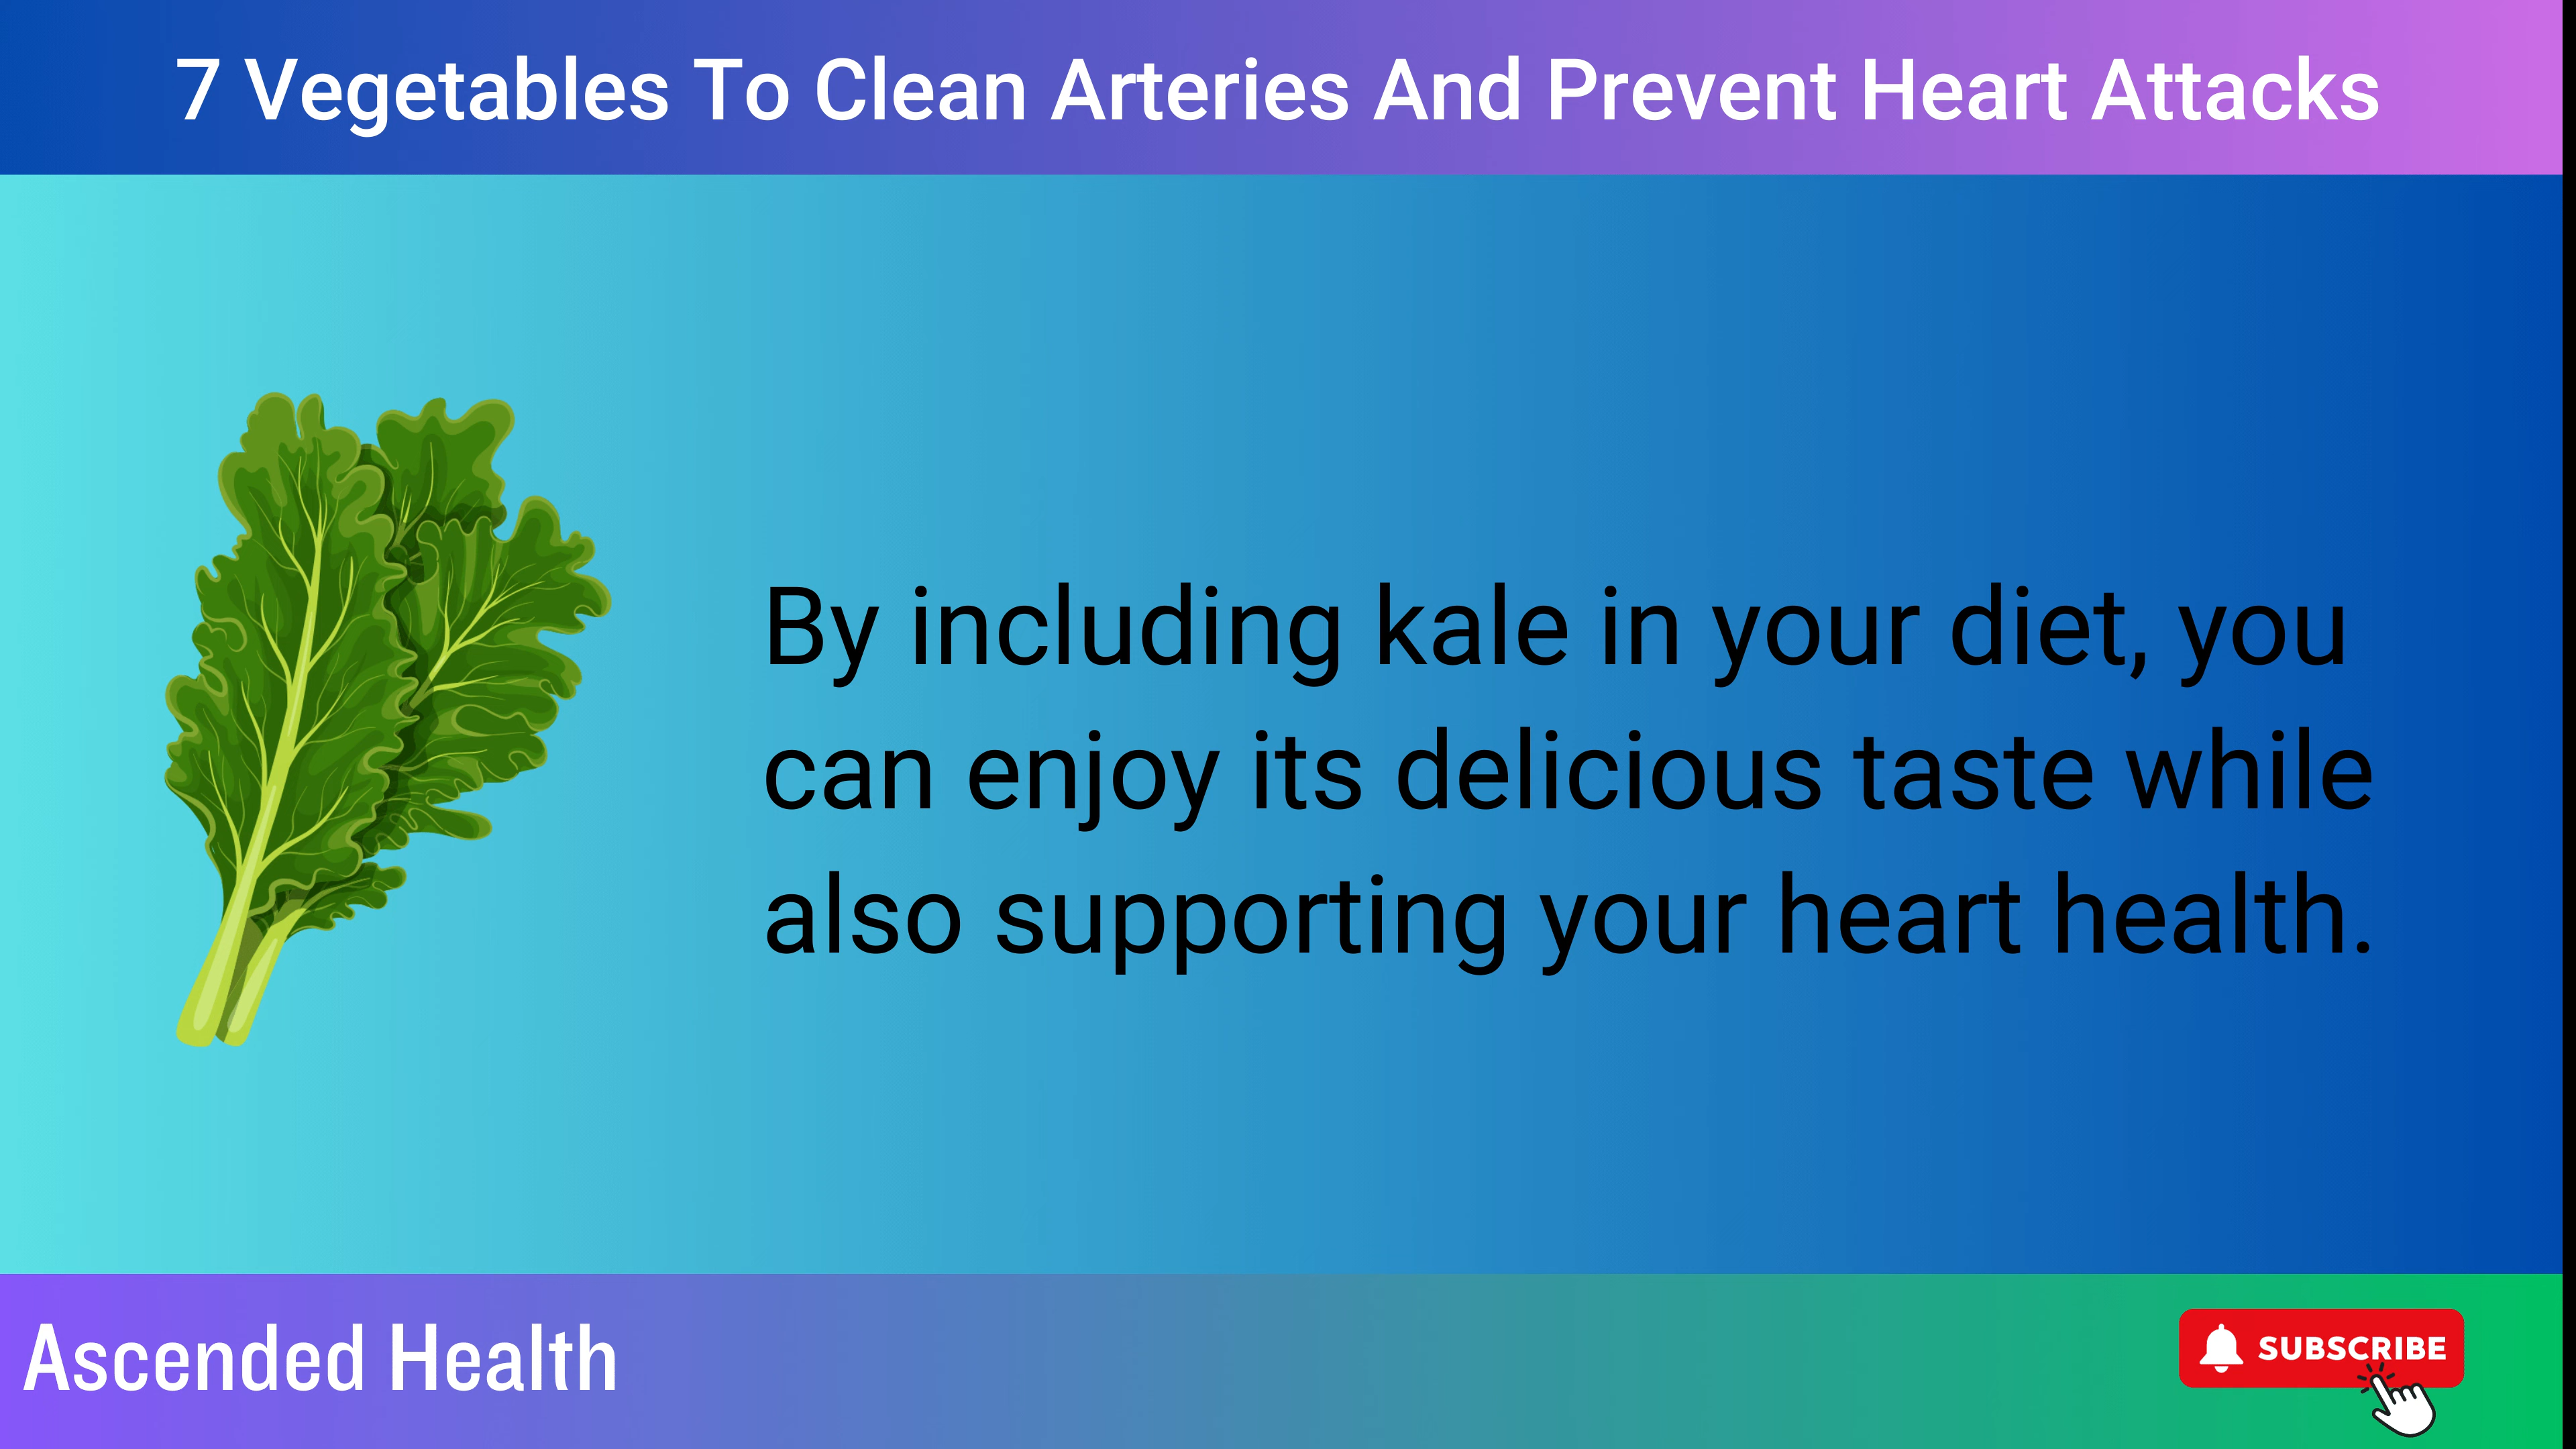 7 Vegetables To Clean Arteries And Prevent Heart Attacks
By including kale in your diet, you
can enjoy its delicious taste while
also supporting your heart health.
Ascended Health
SUBSCRIBE